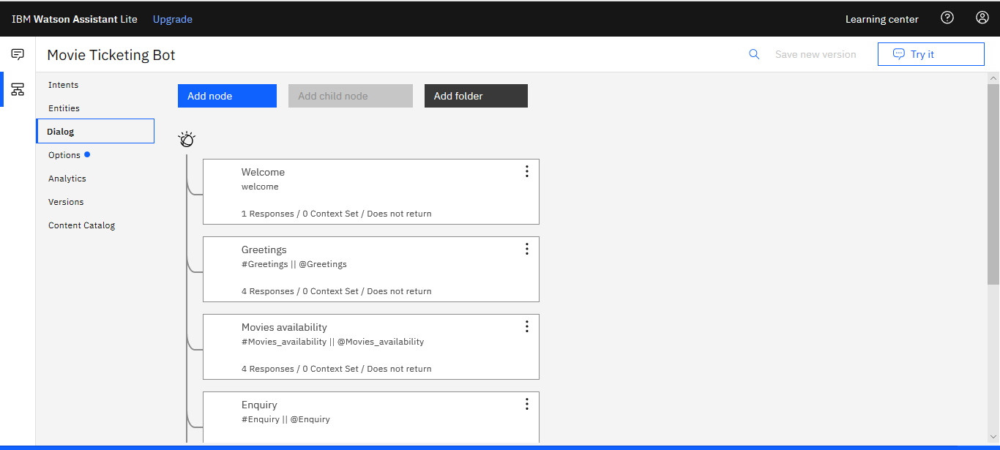 IBM Watson Assistant Lite Upgrade Learning center
Movie Ticketing Bot Save new version Try it
Intents
Entities
Dialog
Options
Analytics
Versions
Content Catalog
Add node Add child node Add folder
Welcome
welcome
1 Responses / 0 Context Set / Does not return
Greetings
#Greetings || @Greetings
4 Responses / 0 Context Set / Does not return
Movies availability
#Movies_availability || @Movies_availability
4 Responses / 0 Context Set / Does not return
Enquiry
#Enquiry || @Enquiry